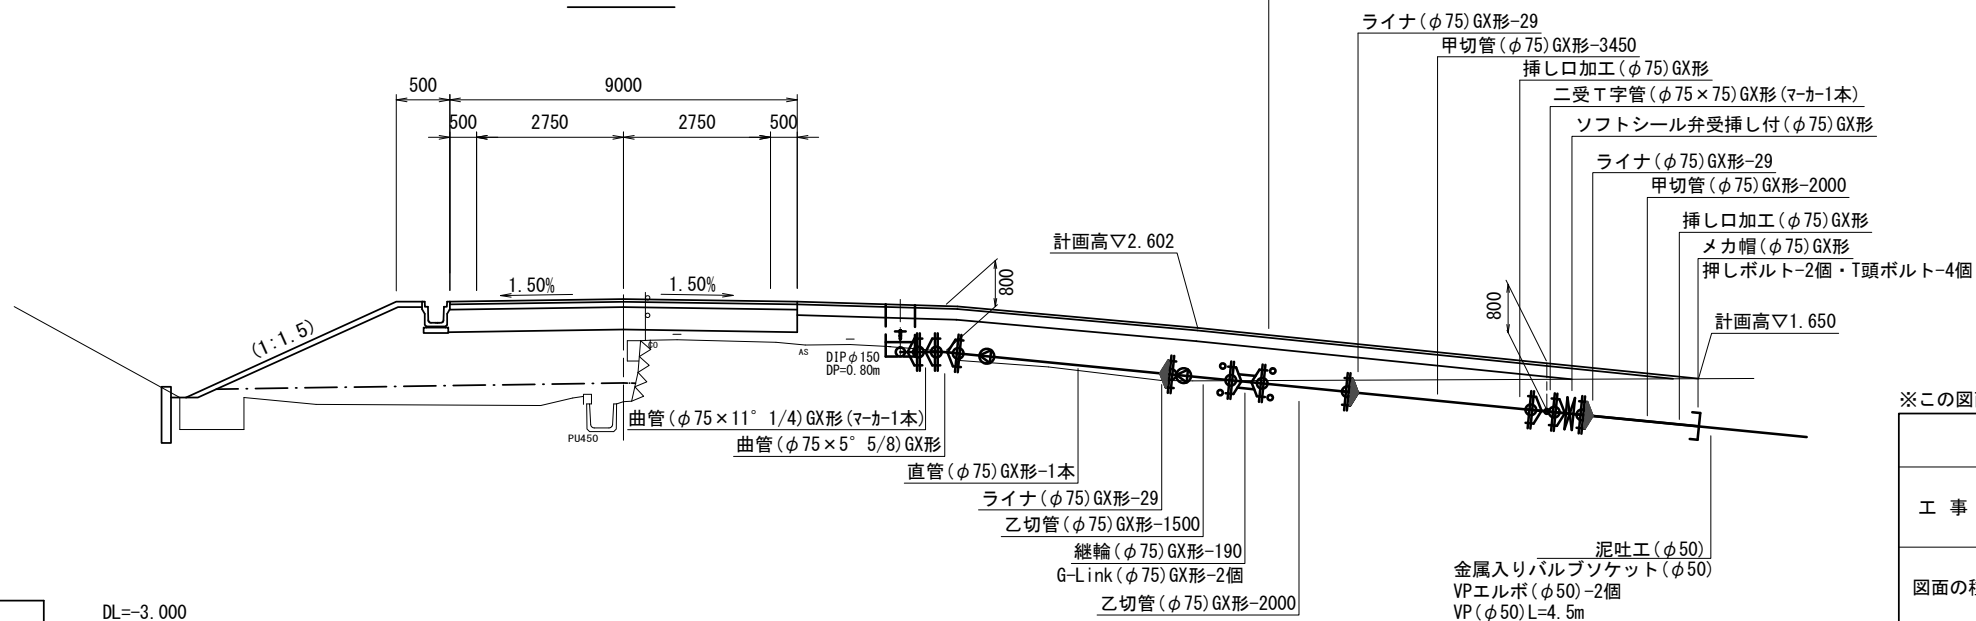 ライナ(φ75)GX形-29
甲切管(φ75)GX形-3450
挿し口加工(φ75)GX形
二受T字管(φ75×75)GX形(マーカー1本)
ソフトシール弁受挿し付(φ75)GX形
ライナ(φ75)GX形-29
甲切管(φ75)GX形-2000
挿し口加工(φ75)GX形
メカ帽(φ75)GX形
押しボルト-2個・T頭ボルト-4個
500
9000
500
2750
2750
500
計画高▽2.602
800
800
計画高▽1.650
1.50%
1.50%
(1:1.5)
CO
AS
DIPφ150
DP=0.80m
PU450
曲管(φ75×11°1/4)GX形(マーカー1本)
曲管(φ75×5°5/8)GX形
直管(φ75)GX形-1本
ライナ(φ75)GX形-29
乙切管(φ75)GX形-1500
継輪(φ75)GX形-190
G-Link(φ75)GX形-2個
乙切管(φ75)GX形-2000
泥吐工(φ50)
金属入りバルブソケット(φ50)
VPエルボ(φ50)-2個
VP(φ50)L=4.5m
DL=-3.000
※この図
工 事
図面の